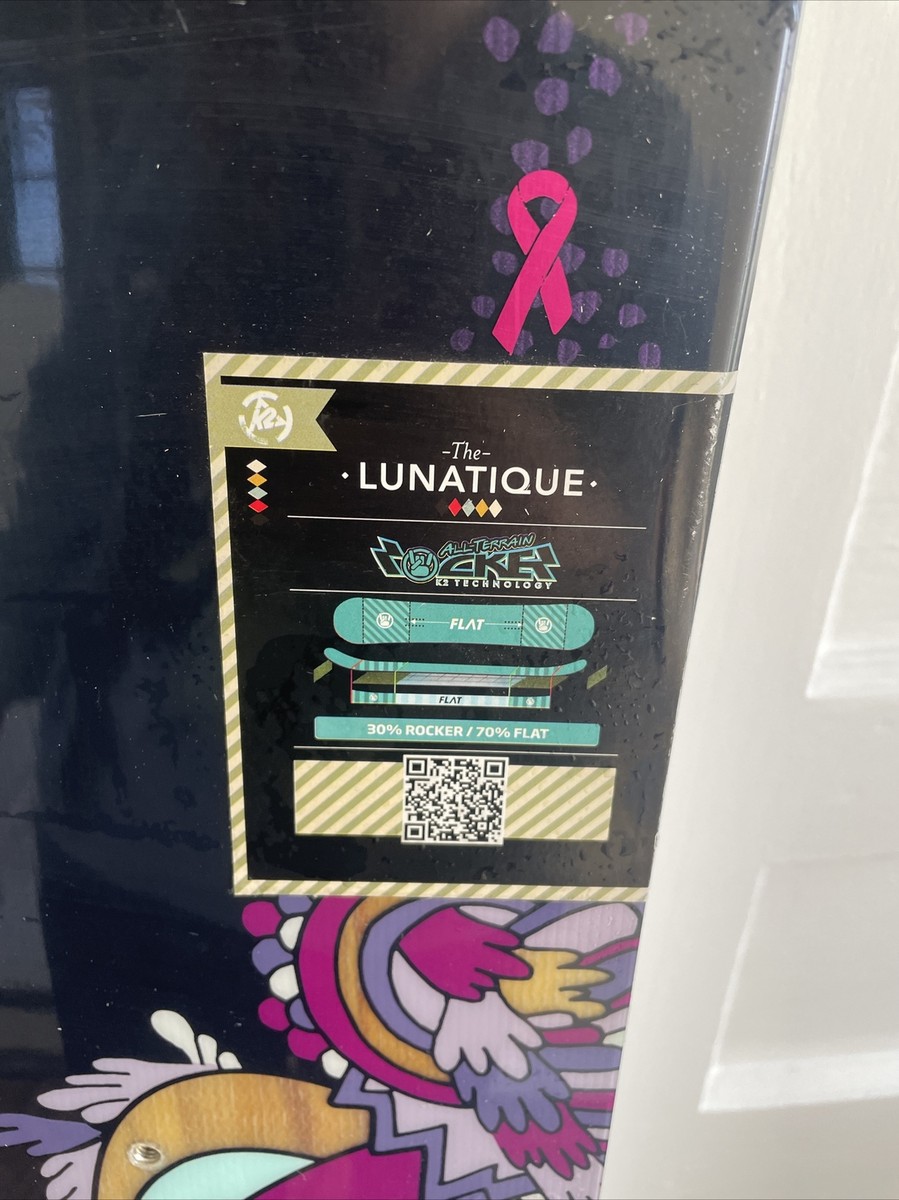 K2
-The-
·LUNATIQUE·
ALL-TERRAIN
ROCKER
K2 TECHNOLOGY
FLAT
FLAT
30% ROCKER / 70% FLAT